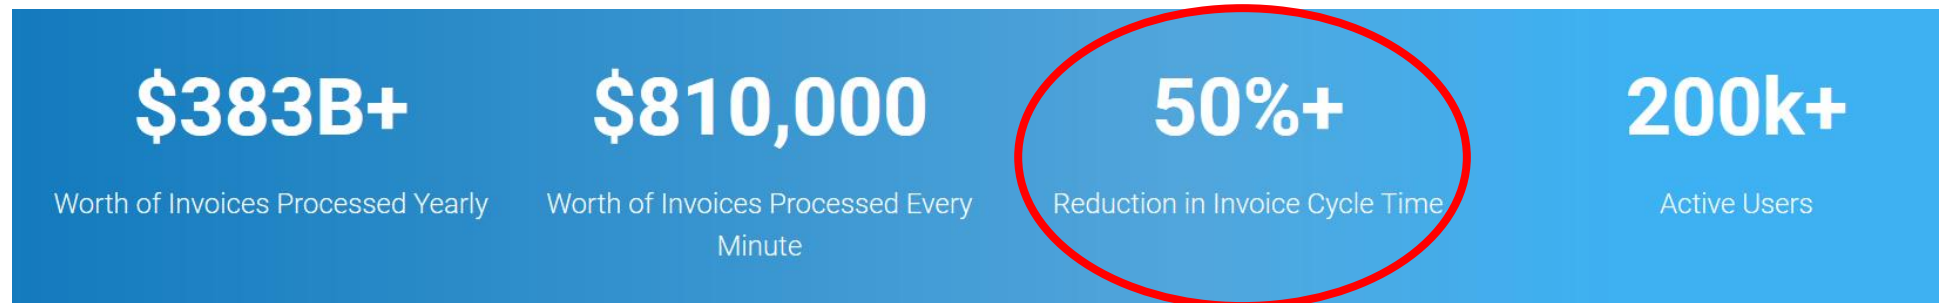 $383B+
Worth of Invoices Processed Yearly
$810,000
Worth of Invoices Processed Every
Minute
50%+
Reduction in Invoice Cycle Time
200k+
Active Users